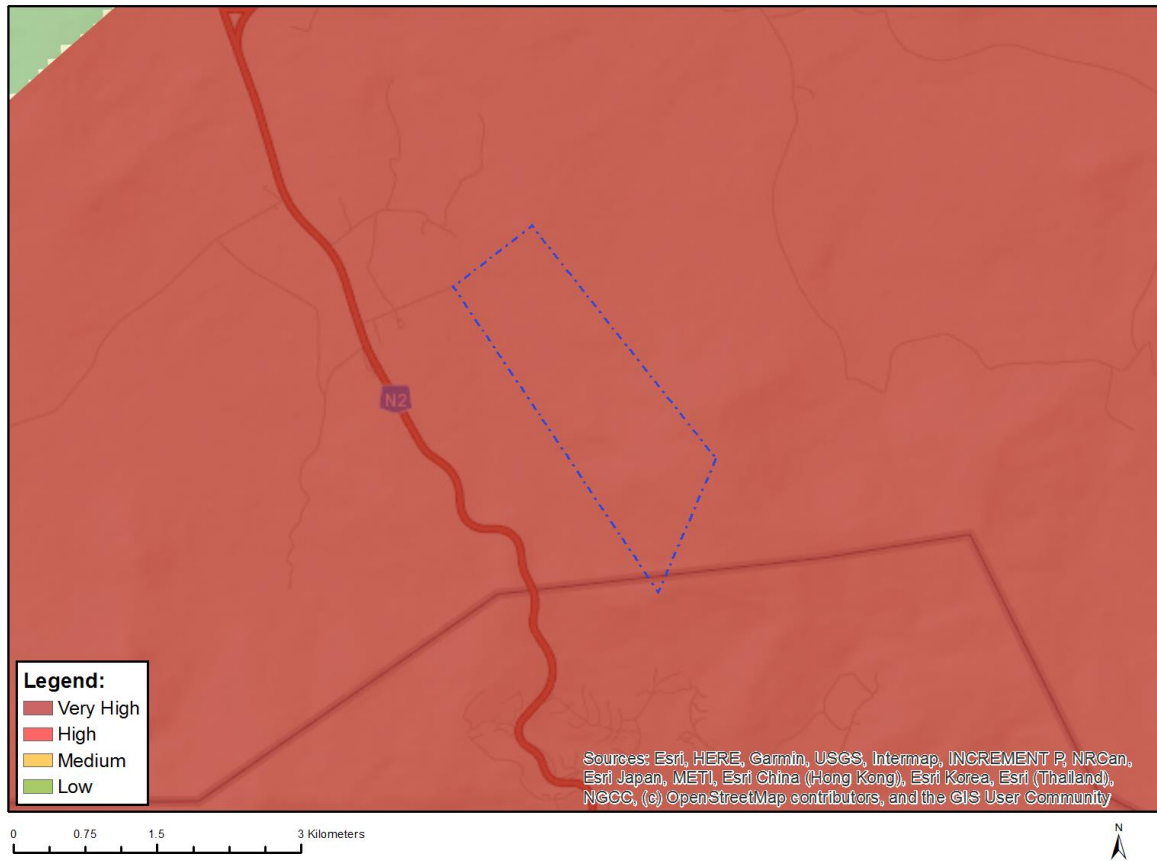 N2
Legend:
Very High
High
Medium
Low
Sources: Esri, HERE, Garmin, USGS, Intermap, INCREMENT P, NRCan,
Esri Japan, METI, Esri China (Hong Kong), Esri Korea, Esri (Thailand),
NGCC, (c) OpenStreetMap contributors, and the GIS User Community
0 0.75 1.5 3 Kilometers
N